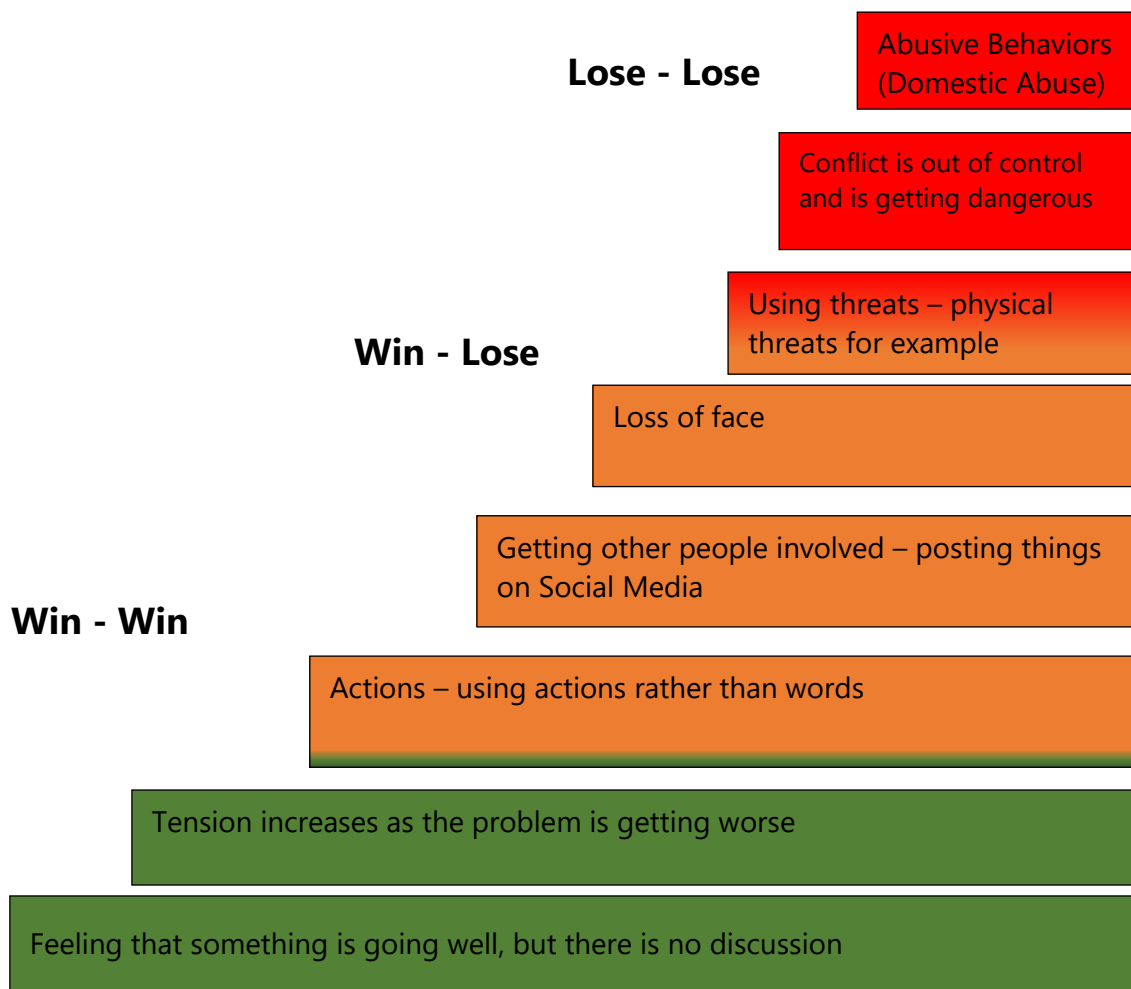 Abusive Behaviors
(Domestic Abuse)
Lose - Lose
Conflict is out of control
and is getting dangerous
Using threats – physical
threats for example
Win - Lose
Loss of face
Getting other people involved – posting things
on Social Media
Win - Win
Actions – using actions rather than words
Tension increases as the problem is getting worse
Feeling that something is going well, but there is no discussion